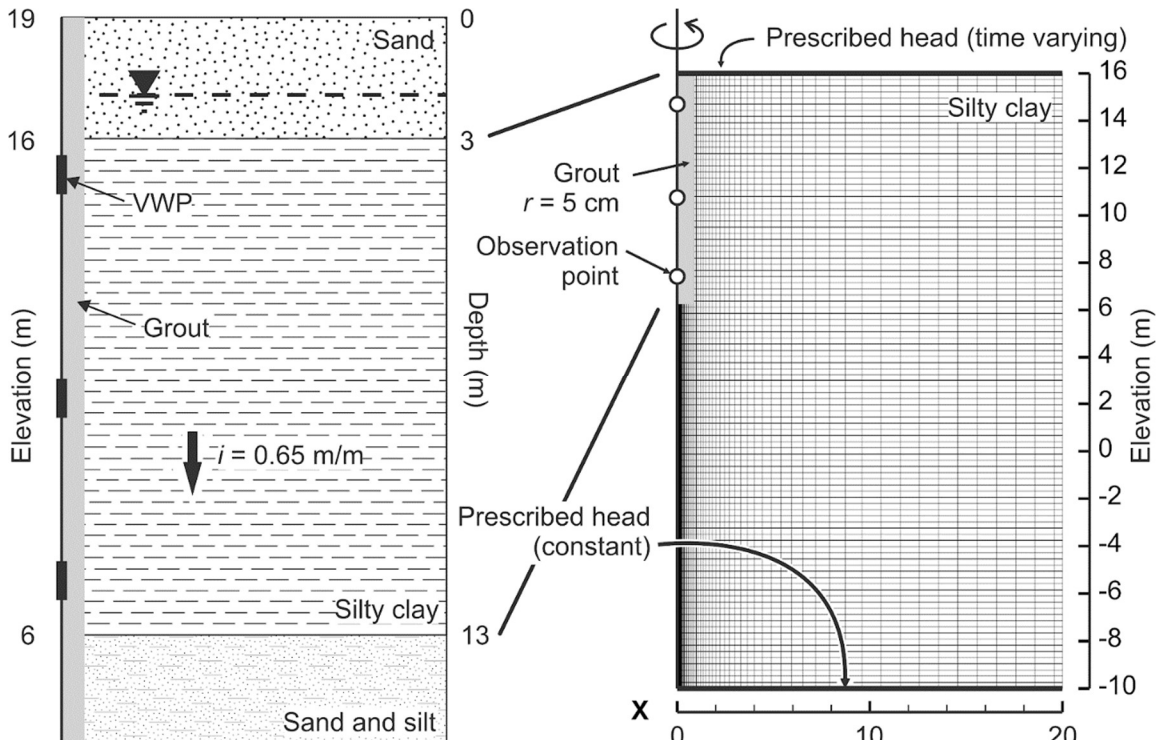 19
0
Sand
16
3
VWP
Grout
Elevation (m)
Depth (m)
i = 0.65 m/m
Silty clay
6
13
Sand and silt
Prescribed head (time varying)
Silty clay
Grout
r = 5 cm
Observation
point
Prescribed head
(constant)
16
14
12
10
8
6
4
2
0
-2
-4
-6
-8
-10
Elevation (m)
X
0
10
20